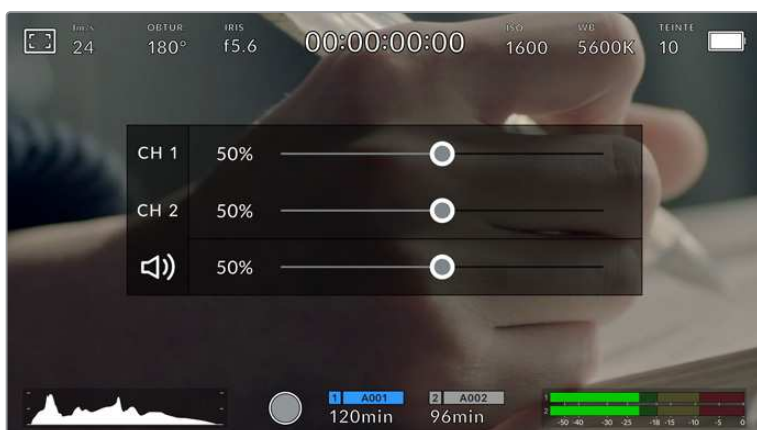 im/s OBTUR IRIS ISO WB TEINTE
24 180° f5.6 00:00:00:00 1600 5600K 10
CH 1 50%
CH 2 50%
50%
1 A001 2 A002
120min 96min
1
2
-50 -40 -30 -25 -18 -15 -10 -5 0